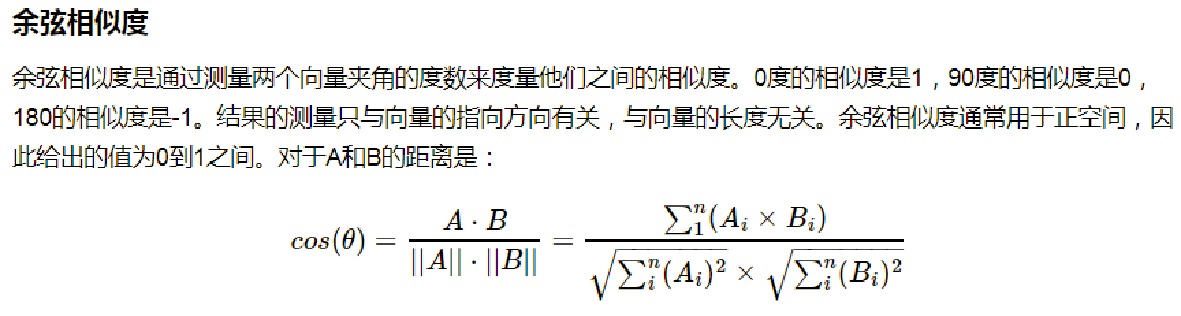 余弦相似度
余弦相似度是通过测量两个向量夹角的度数来度量他们之间的相似度。0度的相似度是1，90度的相似度是0，
180的相似度是-1。结果的测量只与向量的指向方向有关，与向量的长度无关。余弦相似度通常用于正空间，因
此给出的值为0到1之间。对于A和B的距离是：
cos(θ) = \frac{A · B}{||A|| · ||B||} = \frac{\sum_1^n (A_i × B_i)}{\sqrt{\sum_i^n (A_i)^2} × \sqrt{\sum_i^n (B_i)^2}}